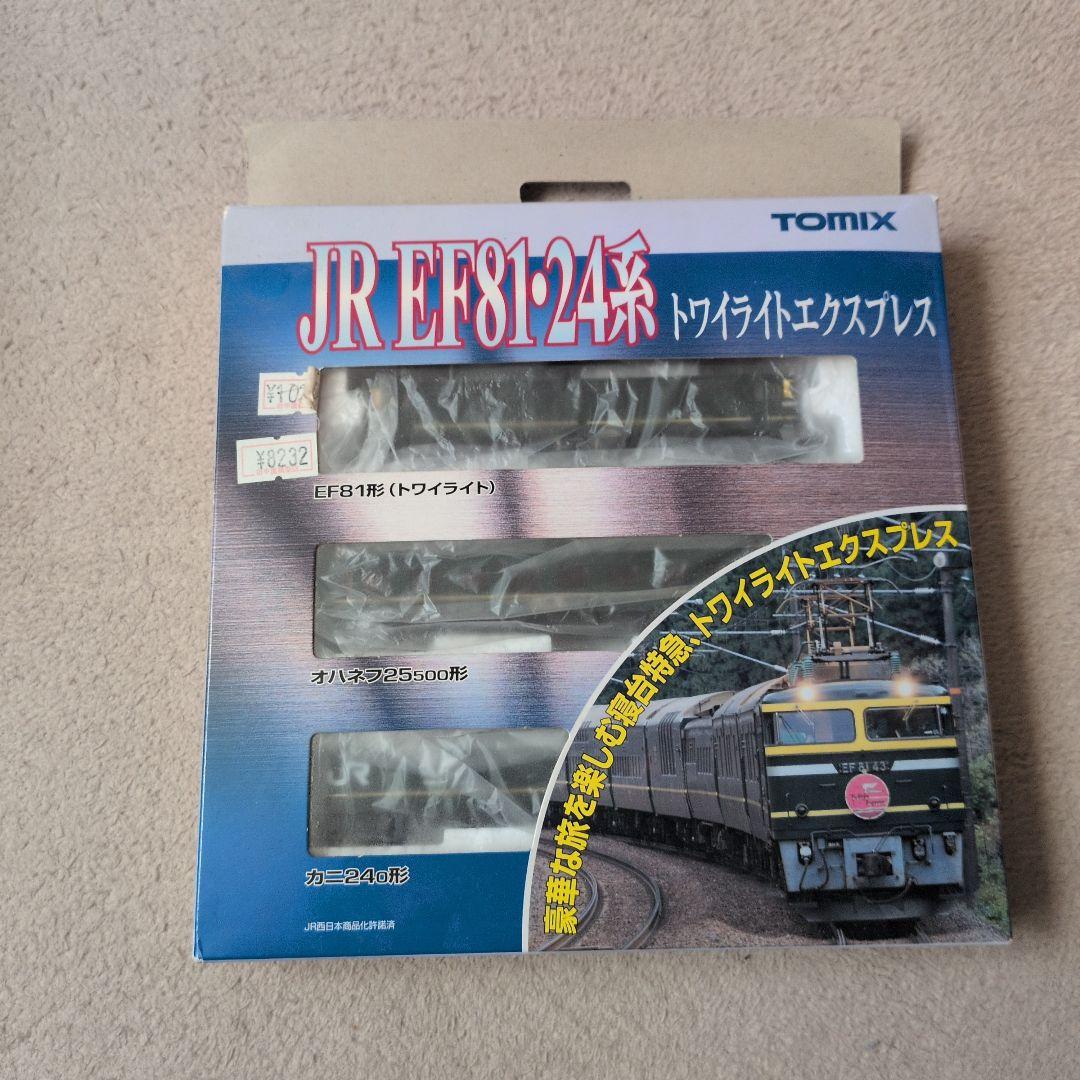 TOMIX
JR EF81・24系
トワイライトエクスプレス
¥8232
EF81形(トワイライト)
オハネフ25500形
カニ240形
JR西日本商品化許諾済
豪華な旅を楽しむ寝台特急、トワイライトエクスプレス
EF 81 43